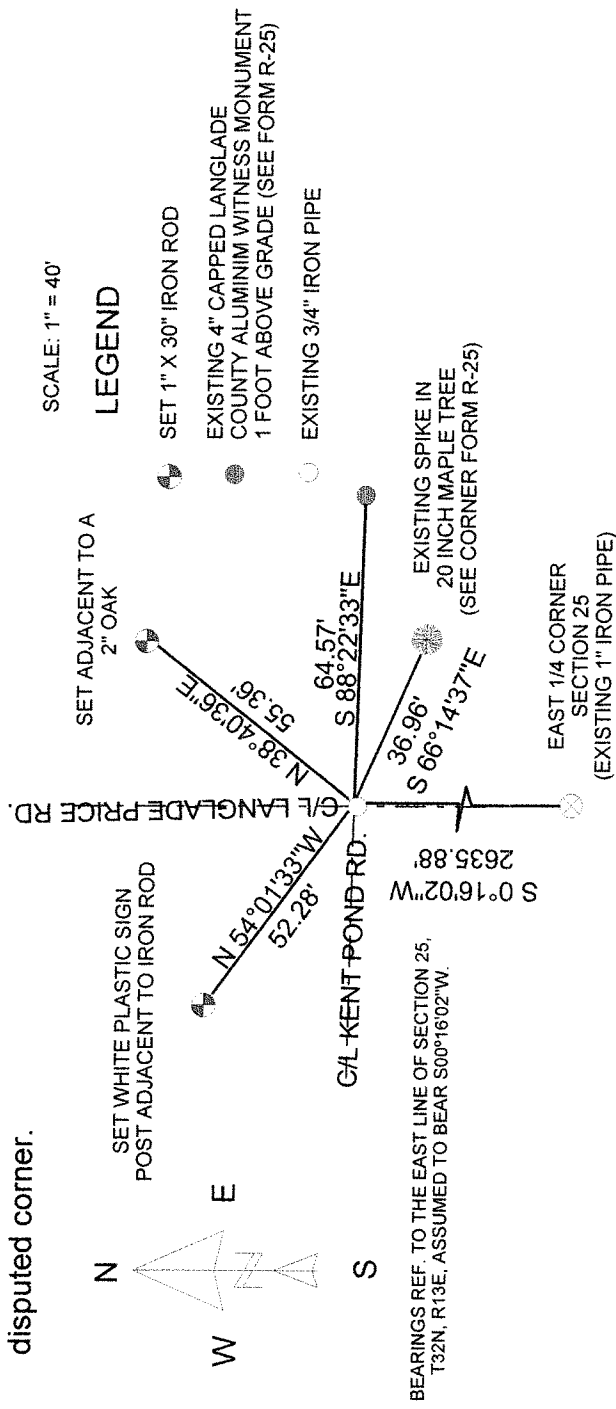 disputed corner.
SCALE: 1" = 40'
LEGEND
SET 1" X 30" IRON ROD
EXISTING 4" CAPPED LANGLADE
COUNTY ALUMINIM WITNESS MONUMENT
1 FOOT ABOVE GRADE (SEE FORM R-25)
EXISTING 3/4" IRON PIPE
N
W
E
S
SET WHITE PLASTIC SIGN
POST ADJACENT TO IRON ROD
C/L LANGLADE PRICE RD.
SET ADJACENT TO A
2" OAK
N 54°01'33"W
52.28'
N 38°40'36"E
55.36'
64.57'
S 88°22'33"E
C/L KENT POND RD.
36.96'
S 66°14'37"E
EXISTING SPIKE IN
20 INCH MAPLE TREE
(SEE CORNER FORM R-25)
S 0°16'02"W
2635.88'
EAST 1/4 CORNER
SECTION 25
(EXISTING 1" IRON PIPE)
BEARINGS REF. TO THE EAST LINE OF SECTION 25,
T32N, R13E, ASSUMED TO BEAR S00°16'02"W.